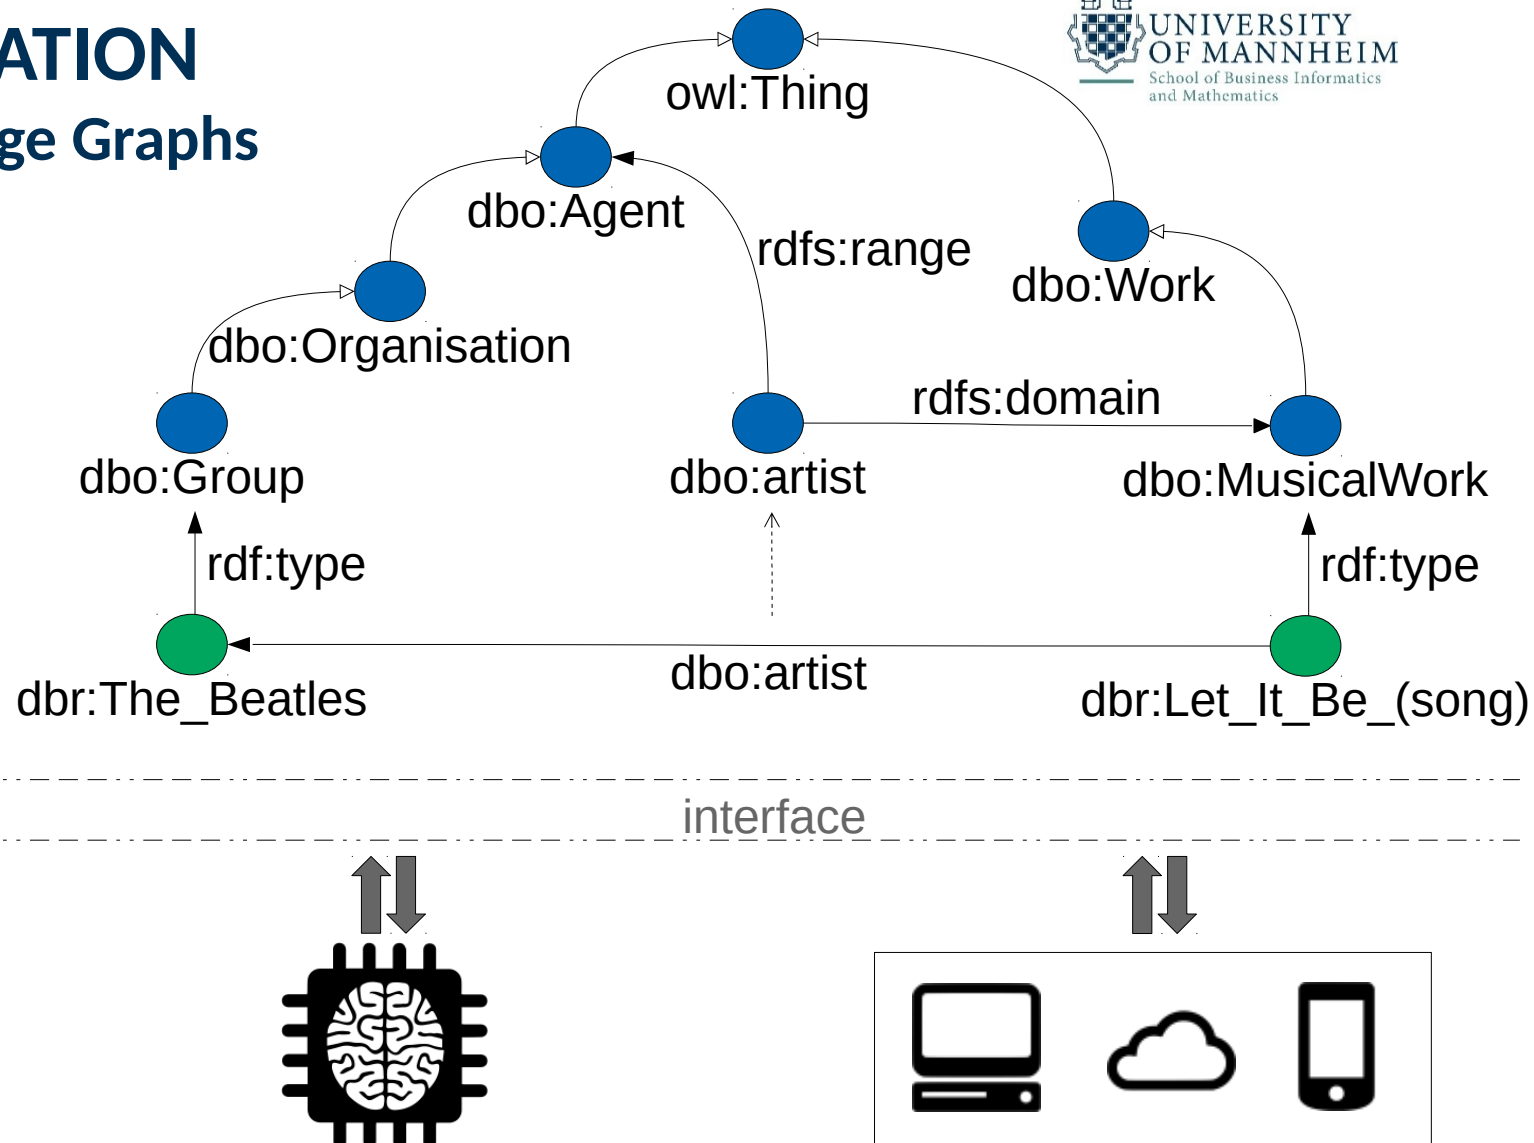 ATION
ge Graphs
UNIVERSITY
OF MANNHEIM
School of Business Informatics
and Mathematics
owl:Thing
dbo:Agent
rdfs:range
dbo:Work
dbo:Organisation
rdfs:domain
dbo:Group
dbo:artist
dbo:MusicalWork
rdf:type
rdf:type
dbo:artist
dbr:The_Beatles
dbr:Let_It_Be_(song)
interface